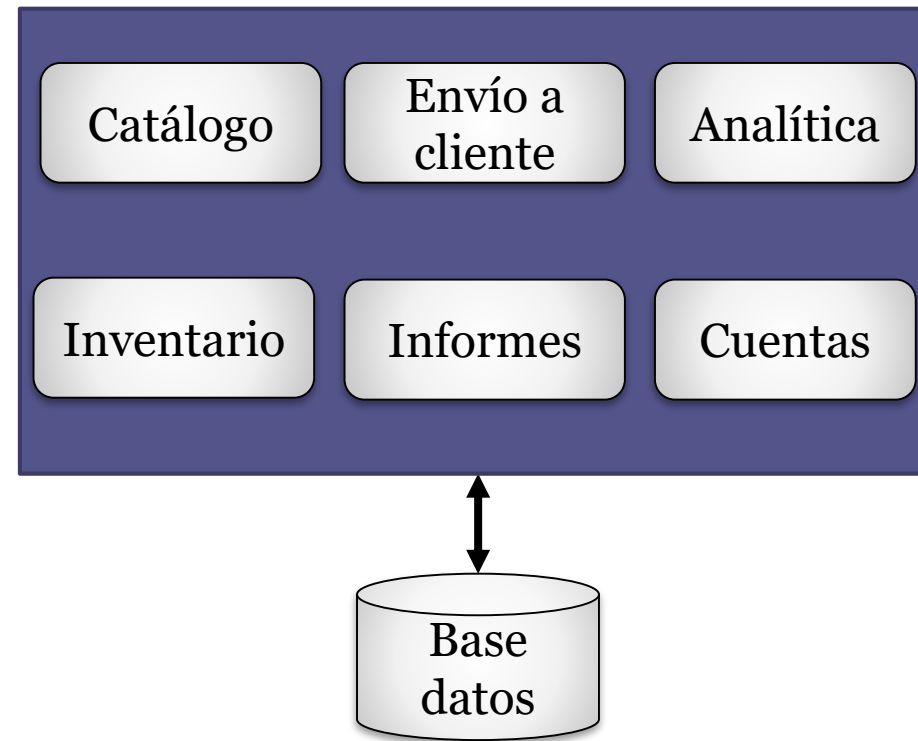 Catálogo
Envío a
cliente
Analítica
Inventario
Informes
Cuentas
Base
datos